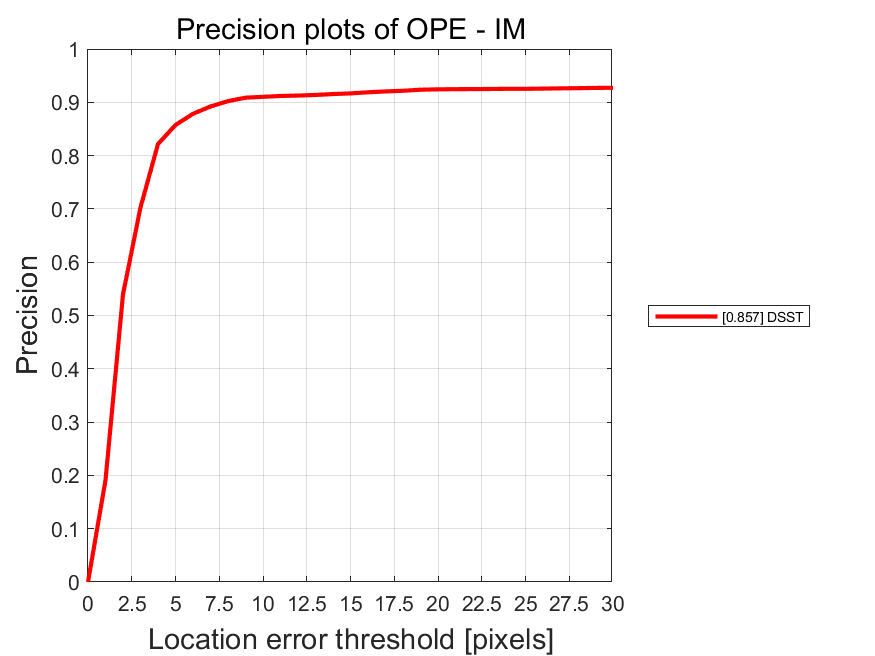 Precision plots of OPE - IM
1
0.9
0.8
0.7
0.6
0.5
0.4
0.3
0.2
0.1
0
Precision
[0.857] DSST
0 2.5 5 7.5 10 12.5 15 17.5 20 22.5 25 27.5 30
Location error threshold [pixels]